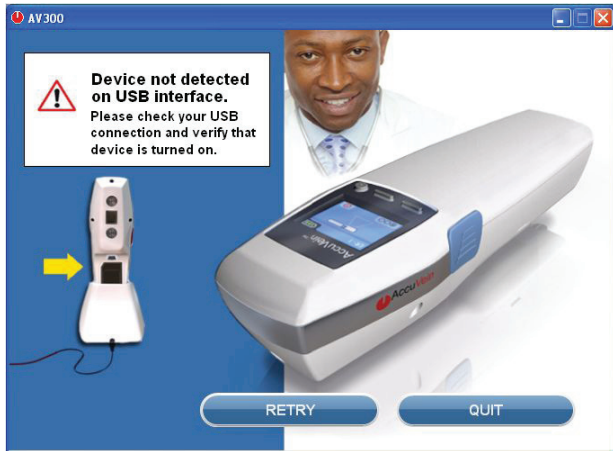 AV300
Device not detected
on USB interface.
Please check your USB
connection and verify that
device is turned on.
AccuVein™
AccuVein
RETRY
QUIT